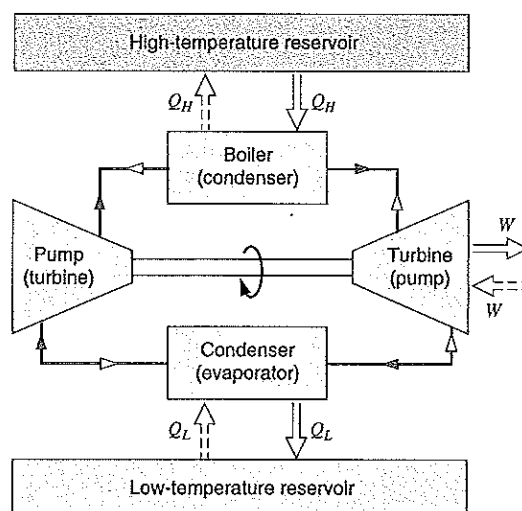 High-temperature reservoir
Q_H
Q_H
Boiler
(condenser)
Pump
(turbine)
Turbine
(pump)
W
W
Condenser
(evaporator)
Q_L
Q_L
Low-temperature reservoir